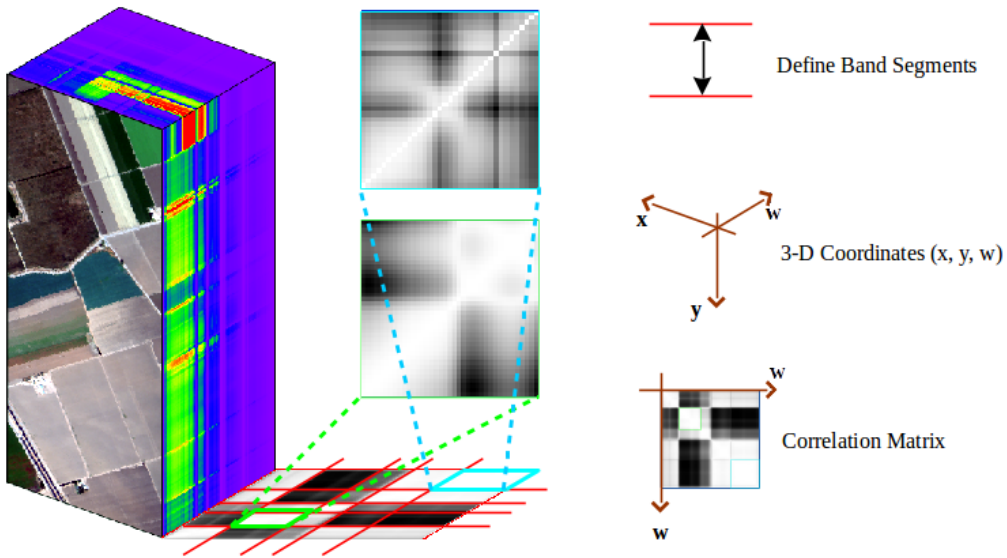 Define Band Segments
x
w
3-D Coordinates (x, y, w)
y
w
Correlation Matrix
w